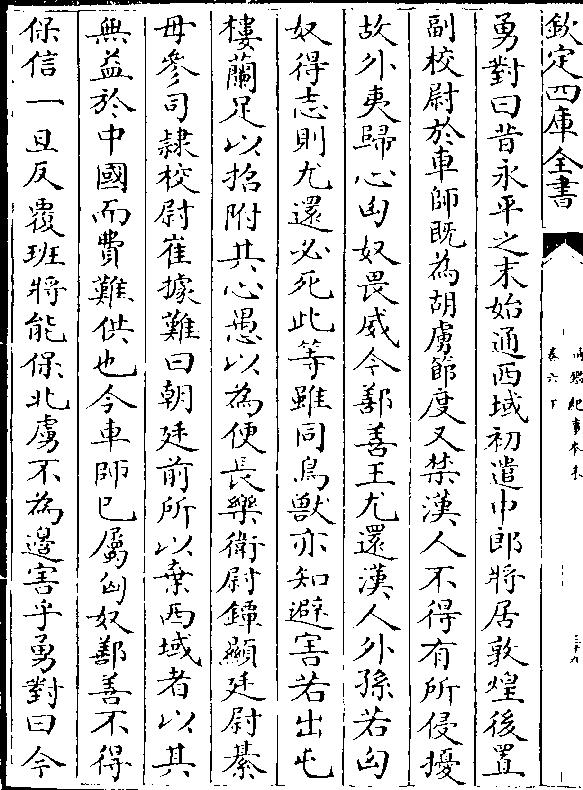 欽定四庫全書
卷六下
勇對曰昔永平之末始通西域初遣中郎將居敦煌後置
副校尉於車師既為胡虜節度又禁漢人不得有所侵擾
故外夷歸心匈奴畏威今鄯善王尤還漢人外孫若匈
奴得志則尤還必死此等雖同鳥獸亦知避害若出屯
樓蘭足以招附其心愚以為便長樂衛尉鐔顯廷尉綦
毋參司隷校尉崔據難曰朝廷前所以棄西域者以其
無益於中國而費難供也今車師已屬匈奴鄯善不得
保信一旦反覆班將能保北虜不為邊害乎勇對曰今